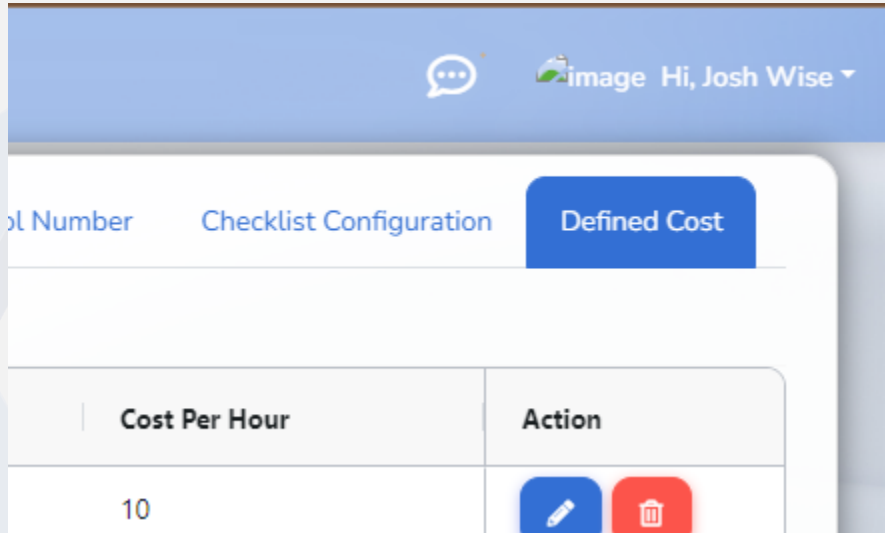 image Hi, Josh Wise
ol Number Checklist Configuration Defined Cost
Cost Per Hour Action
10